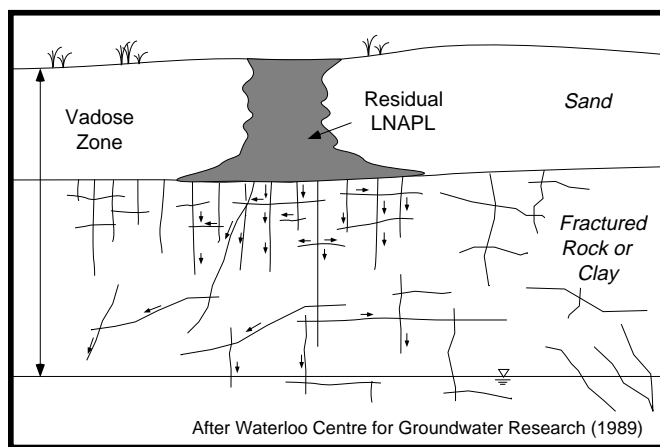 Vadose
Zone
Residual
LNAPL
Sand
Fractured
Rock or
Clay
After Waterloo Centre for Groundwater Research (1989)